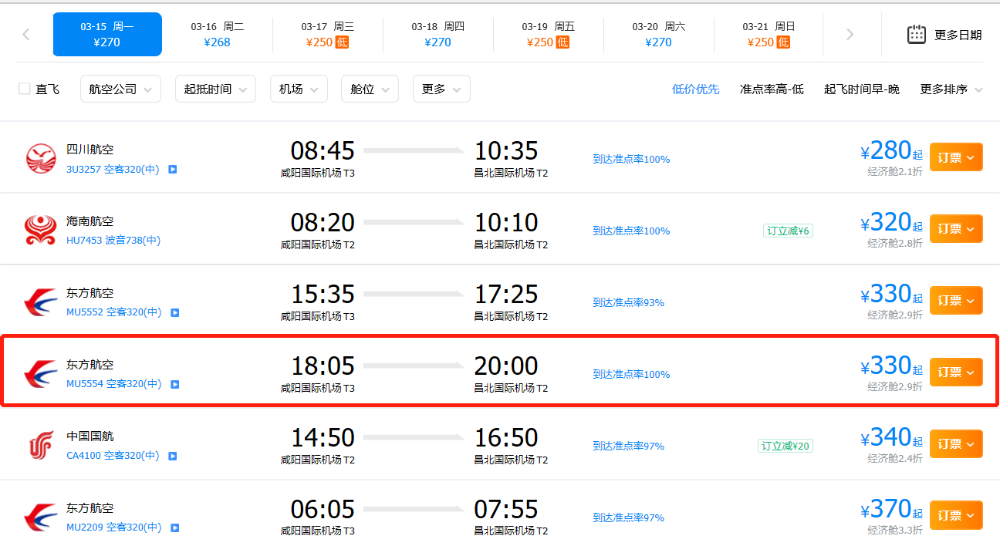 03-15 周一
¥270
03-16 周二
¥268
03-17 周三
¥250 低
03-18 周四
¥270
03-19 周五
¥250 低
03-20 周六
¥270
03-21 周日
¥250 低
更多日期
直飞 航空公司 起抵时间 机场 舱位 更多 低价优先 准点率高-低 起飞时间早-晚 更多排序
四川航空
3U3257 空客320(中)
08:45 10:35
咸阳国际机场 T3 昌北国际机场 T2
到达准点率100%
¥280起 订票
经济舱2.1折
海南航空
HU7453 波音738(中)
08:20 10:10
咸阳国际机场 T2 昌北国际机场 T2
到达准点率100%
订立减¥6
¥320起 订票
经济舱2.8折
东方航空
MU5552 空客320(中)
15:35 17:25
咸阳国际机场 T3 昌北国际机场 T2
到达准点率93%
¥330起 订票
经济舱2.9折
东方航空
MU5554 空客320(中)
18:05 20:00
咸阳国际机场 T3 昌北国际机场 T2
到达准点率100%
¥330起 订票
经济舱2.9折
中国国航
CA4100 空客320(中)
14:50 16:50
咸阳国际机场 T2 昌北国际机场 T2
到达准点率97%
订立减¥20
¥340起 订票
经济舱2.4折
东方航空
MU2209 空客320(中)
06:05 07:55
咸阳国际机场 T3 昌北国际机场 T2
到达准点率97%
¥370起 订票
经济舱3.3折